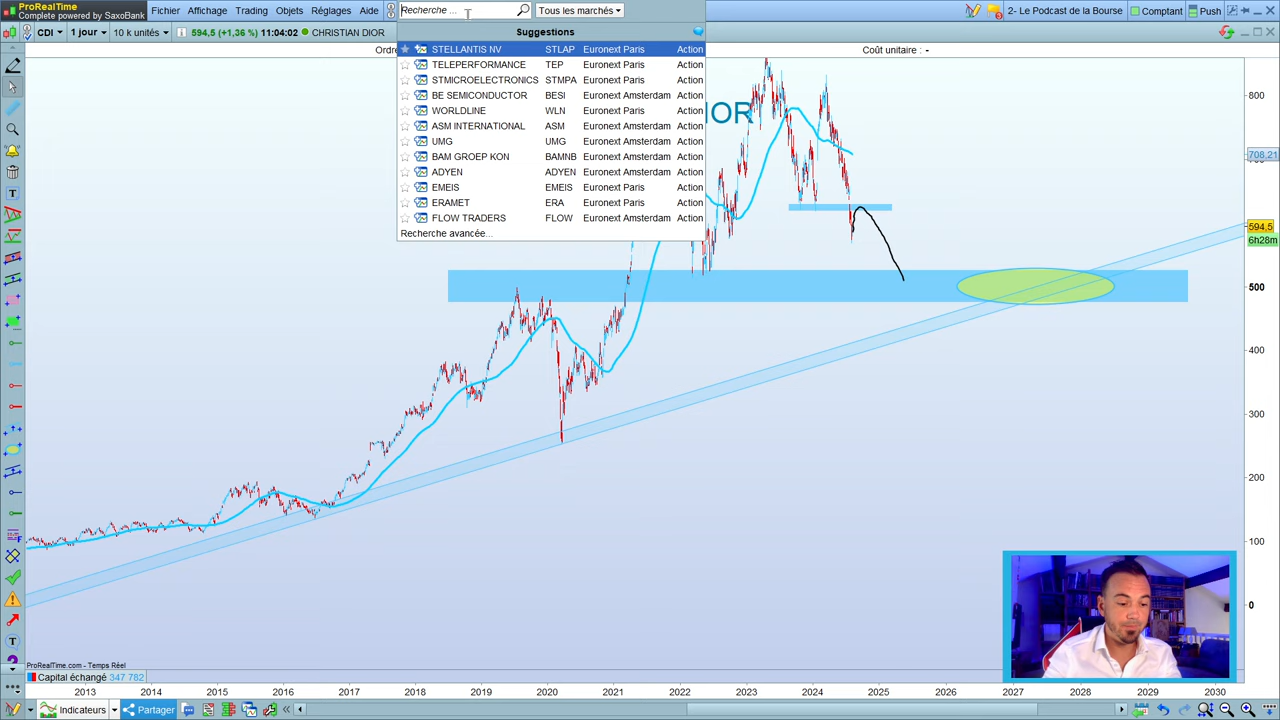 ProRealTime
Complete powered by SaxoBank
Fichier Affichage Trading Objets Réglages Aide
Recherche ...
Tous les marchés
2- Le Podcast de la Bourse
Comptant
Push
CDI 1 jour 10 k unités 594,5 (+1,36 %) 11:04:02 CHRISTIAN DIOR
Suggestions
Ordre
Coût unitaire : -
STELLANTIS NV STLAP Euronext Paris Action
TELEPERFORMANCE TEP Euronext Paris Action
STMICROELECTRONICS STMPA Euronext Paris Action
BE SEMICONDUCTOR BESI Euronext Amsterdam Action
WORLDLINE WLN Euronext Paris Action
ASM INTERNATIONAL ASM Euronext Amsterdam Action
UMG UMG Euronext Amsterdam Action
BAM GROEP KON BAMNB Euronext Amsterdam Action
ADYEN ADYEN Euronext Amsterdam Action
EMEIS EMEIS Euronext Paris Action
ERAMET ERA Euronext Paris Action
FLOW TRADERS FLOW Euronext Amsterdam Action
Recherche avancée...
IOR
800
708.21
594.5
6h28m
500
400
300
200
100
0
ProRealTime.com - Temps Réel
Capital échangé 347 782
2013 2014 2015 2016 2017 2018 2019 2020 2021 2022 2023 2024 2025 2026 2027 2028 2029 2030
Indicateurs
Partager